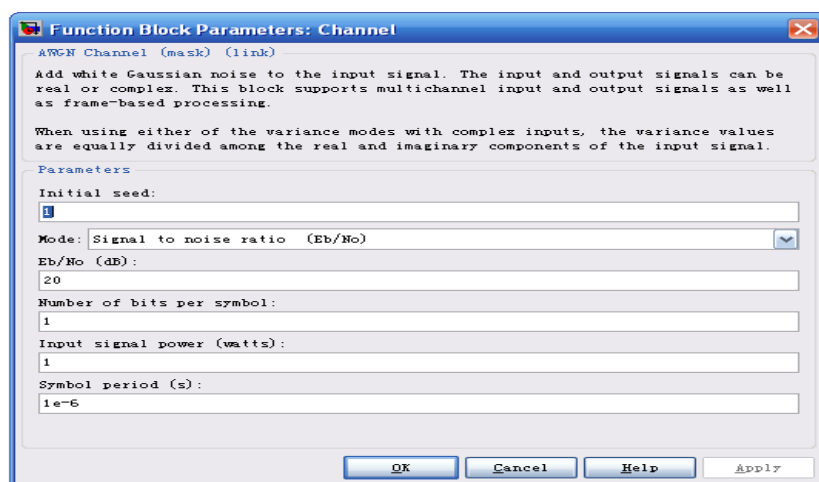 Function Block Parameters: Channel
AWGN Channel (mask) (link)
Add white Gaussian noise to the input signal. The input and output signals can be
real or complex. This block supports multichannel input and output signals as well
as frame-based processing.
When using either of the variance modes with complex inputs, the variance values
are equally divided among the real and imaginary components of the input signal.
Parameters
Initial seed:
1
Mode: Signal to noise ratio (Eb/No)
Eb/No (dB):
20
Number of bits per symbol:
1
Input signal power (watts):
1
Symbol period (s):
1e-6
OK Cancel Help Apply